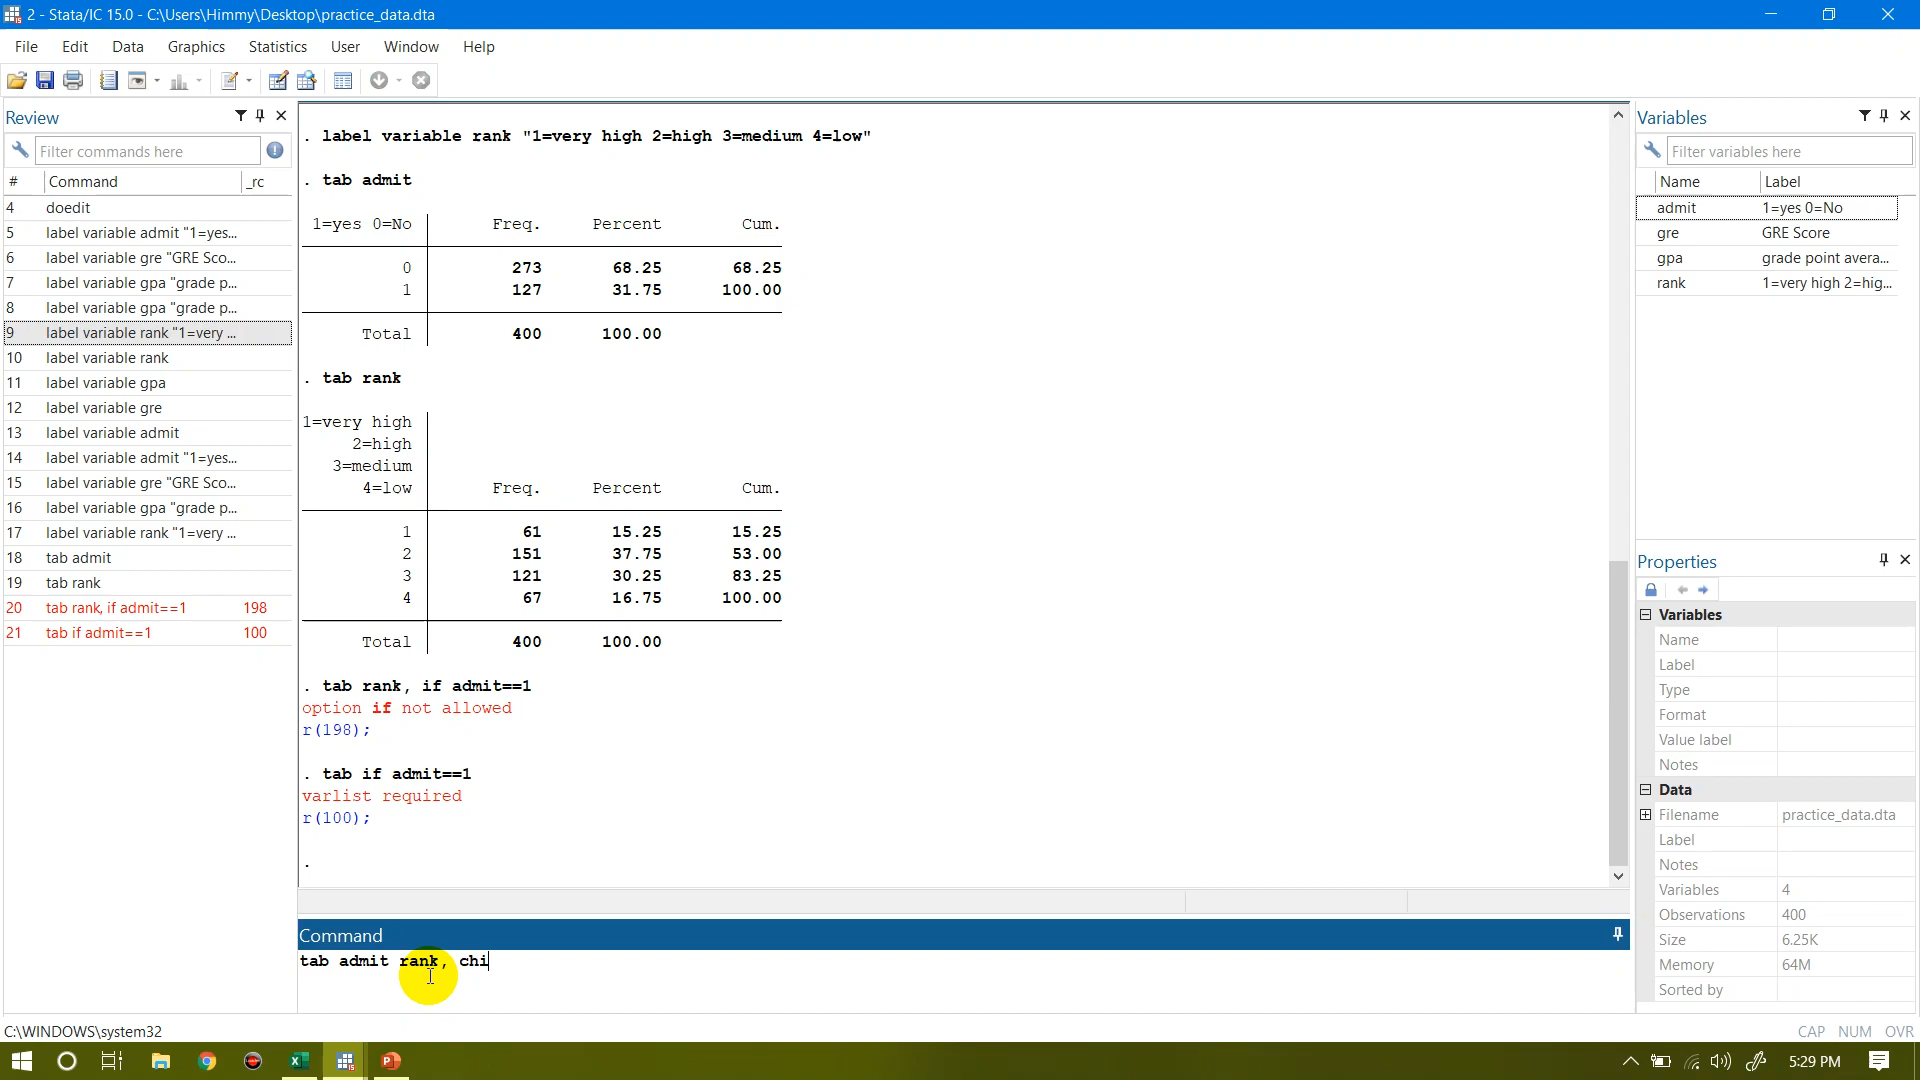 2 - Stata/IC 15.0 - C:\Users\Himmy\Desktop\practice_data.dta
File Edit Data Graphics Statistics User Window Help
Review
Filter commands here
# Command _rc
4 doedit
5 label variable admit "1=yes...
6 label variable gre "GRE Sco...
7 label variable gpa "grade p...
8 label variable gpa "grade p...
9 label variable rank "1=very ...
10 label variable rank
11 label variable gpa
12 label variable gre
13 label variable admit
14 label variable admit "1=yes...
15 label variable gre "GRE Sco...
16 label variable gpa "grade p...
17 label variable rank "1=very ...
18 tab admit
19 tab rank
20 tab rank, if admit==1 198
21 tab if admit==1 100
. label variable rank "1=very high 2=high 3=medium 4=low"
. tab admit
1=yes 0=No Freq. Percent Cum.
0 273 68.25 68.25
1 127 31.75 100.00
Total 400 100.00
. tab rank
1=very high
2=high
3=medium
4=low Freq. Percent Cum.
1 61 15.25 15.25
2 151 37.75 53.00
3 121 30.25 83.25
4 67 16.75 100.00
Total 400 100.00
. tab rank, if admit==1
option if not allowed
r(198);
. tab if admit==1
varlist required
r(100);
.
Command
tab admit rank, chi
Variables
Filter variables here
Name Label
admit 1=yes 0=No
gre GRE Score
gpa grade point avera...
rank 1=very high 2=hig...
Properties
Variables
Name
Label
Type
Format
Value label
Notes
Data
Filename practice_data.dta
Label
Notes
Variables 4
Observations 400
Size 6.25K
Memory 64M
Sorted by
C:\WINDOWS\system32
CAP NUM OVR
5:29 PM